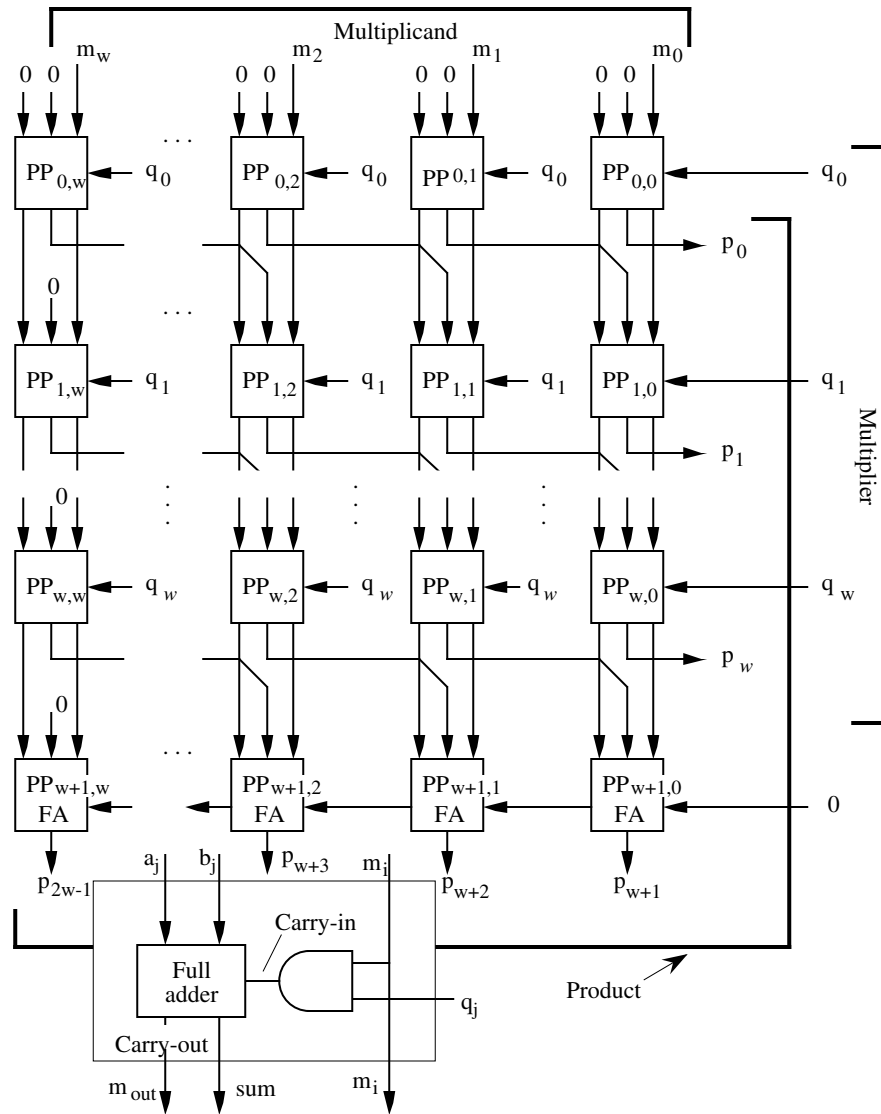 Multiplicand
m_w m_2 m_1 m_0
0 0 0 0 0 0 0 0
. . .
PP_0,w q_0 PP_0,2 q_0 PP^0,1 q_0 PP_0,0 q_0
p_0
0
. . .
PP_1,w q_1 PP_1,2 q_1 PP_1,1 q_1 PP_1,0 q_1
Multiplier
p_1
0 . . . . . . . . .
PP_w,w q_w PP_w,2 q_w PP_w,1 q_w PP_w,0 q_w
p_w
0
. . .
PP_w+1,w PP_w+1,2 PP_w+1,1 PP_w+1,0
FA FA FA FA 0
p_2w-1 a_j b_j p_w+3 m_i p_w+2 p_w+1
Carry-in
Full
adder
Product
q_j
Carry-out
m_out sum m_i